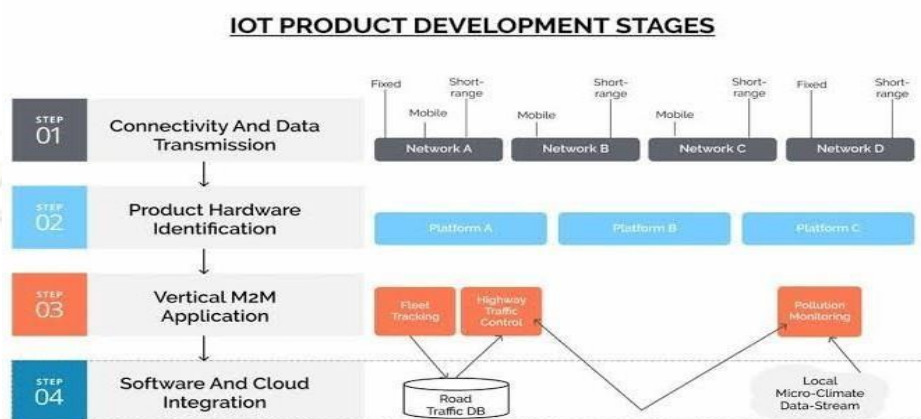 IOT PRODUCT DEVELOPMENT STAGES
STEP
01
Connectivity And Data
Transmission
Fixed
Mobile
Short-
range
Network A
Mobile
Short-
range
Network B
Mobile
Short-
range
Network C
Fixed
Short-
range
Network D
STEP
02
Product Hardware
Identification
Platform A
Platform B
Platform C
STEP
03
Vertical M2M
Application
Fleet
Tracking
Highway
Traffic
Control
Pollution
Monitoring
STEP
04
Software And Cloud
Integration
Road
Traffic DB
Local
Micro-Climate
Data-Stream